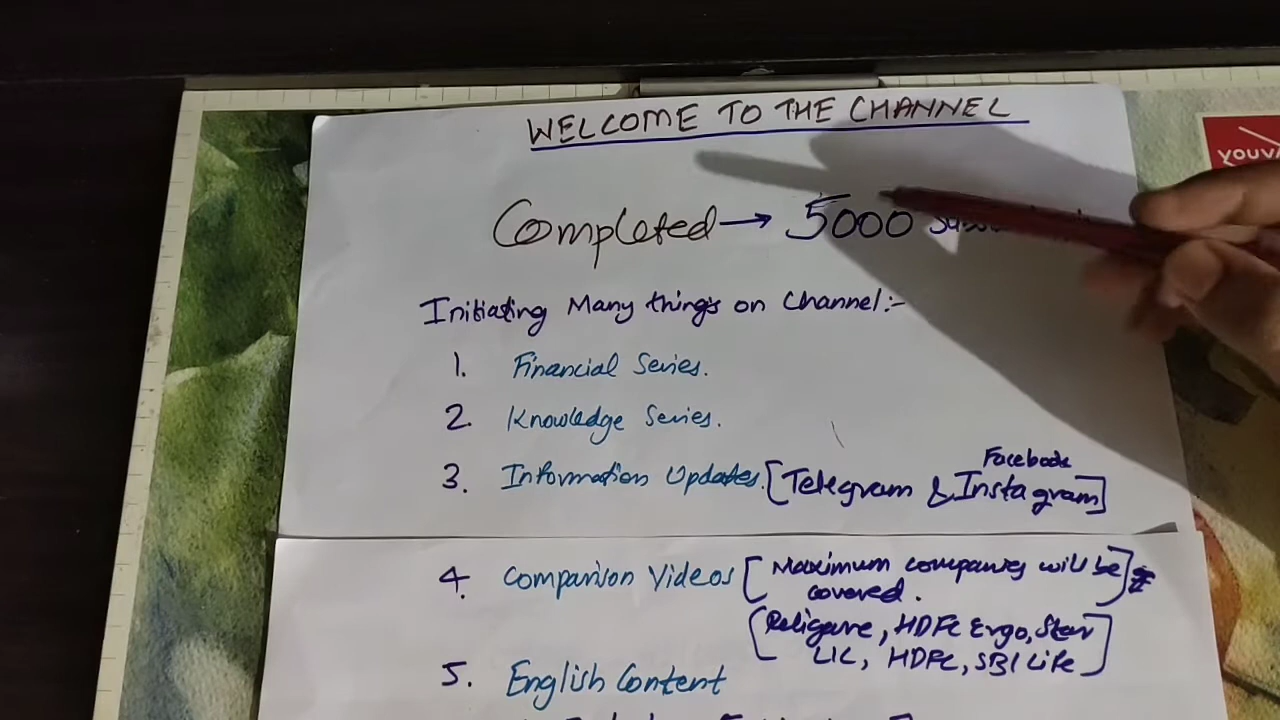 WELCOME TO THE CHANNEL
Completed → 5000
Initiating Many things on Channel:-
1. Financial Series.
2. Knowledge Series.
Facebook
3. Information Updates. [Telegram & Instagram]
4. Comparison Videos [Maximum companies will be
covered.]
[Religare, HDFC Ergo, Star
LIC, HDFC, SBI Life]
5. English Content